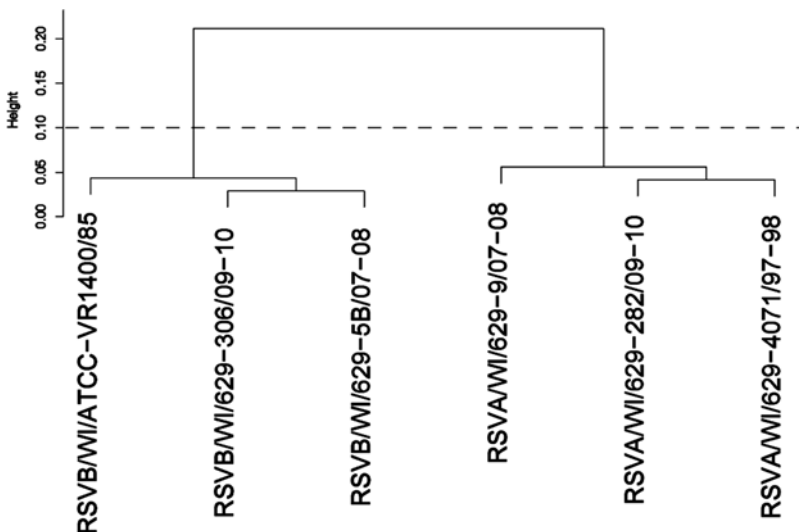 Height
0.20
0.15
0.10
0.05
0.00
RSVB/WI/ATCC-VR1400/85
RSVB/WI/629-306/09-10
RSVB/WI/629-5B/07-08
RSVA/WI/629-9/07-08
RSVA/WI/629-282/09-10
RSVA/WI/629-4071/97-98